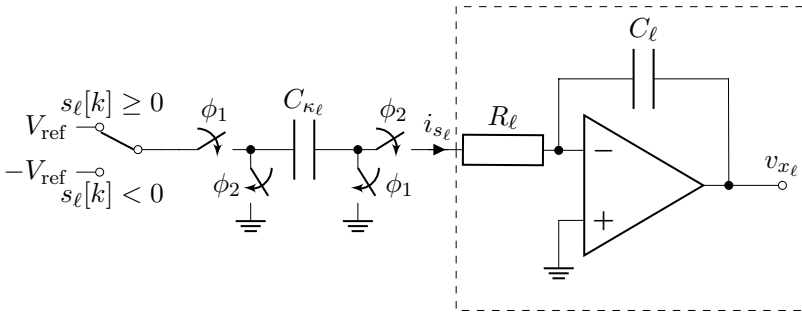 C_ℓ
s_ℓ[k] ≥ 0
V_ref
ϕ_1
C_{κ_ℓ}
ϕ_2
i_{s_ℓ}
R_ℓ
−
−V_ref
s_ℓ[k] < 0
ϕ_2
ϕ_1
+
v_{x_ℓ}